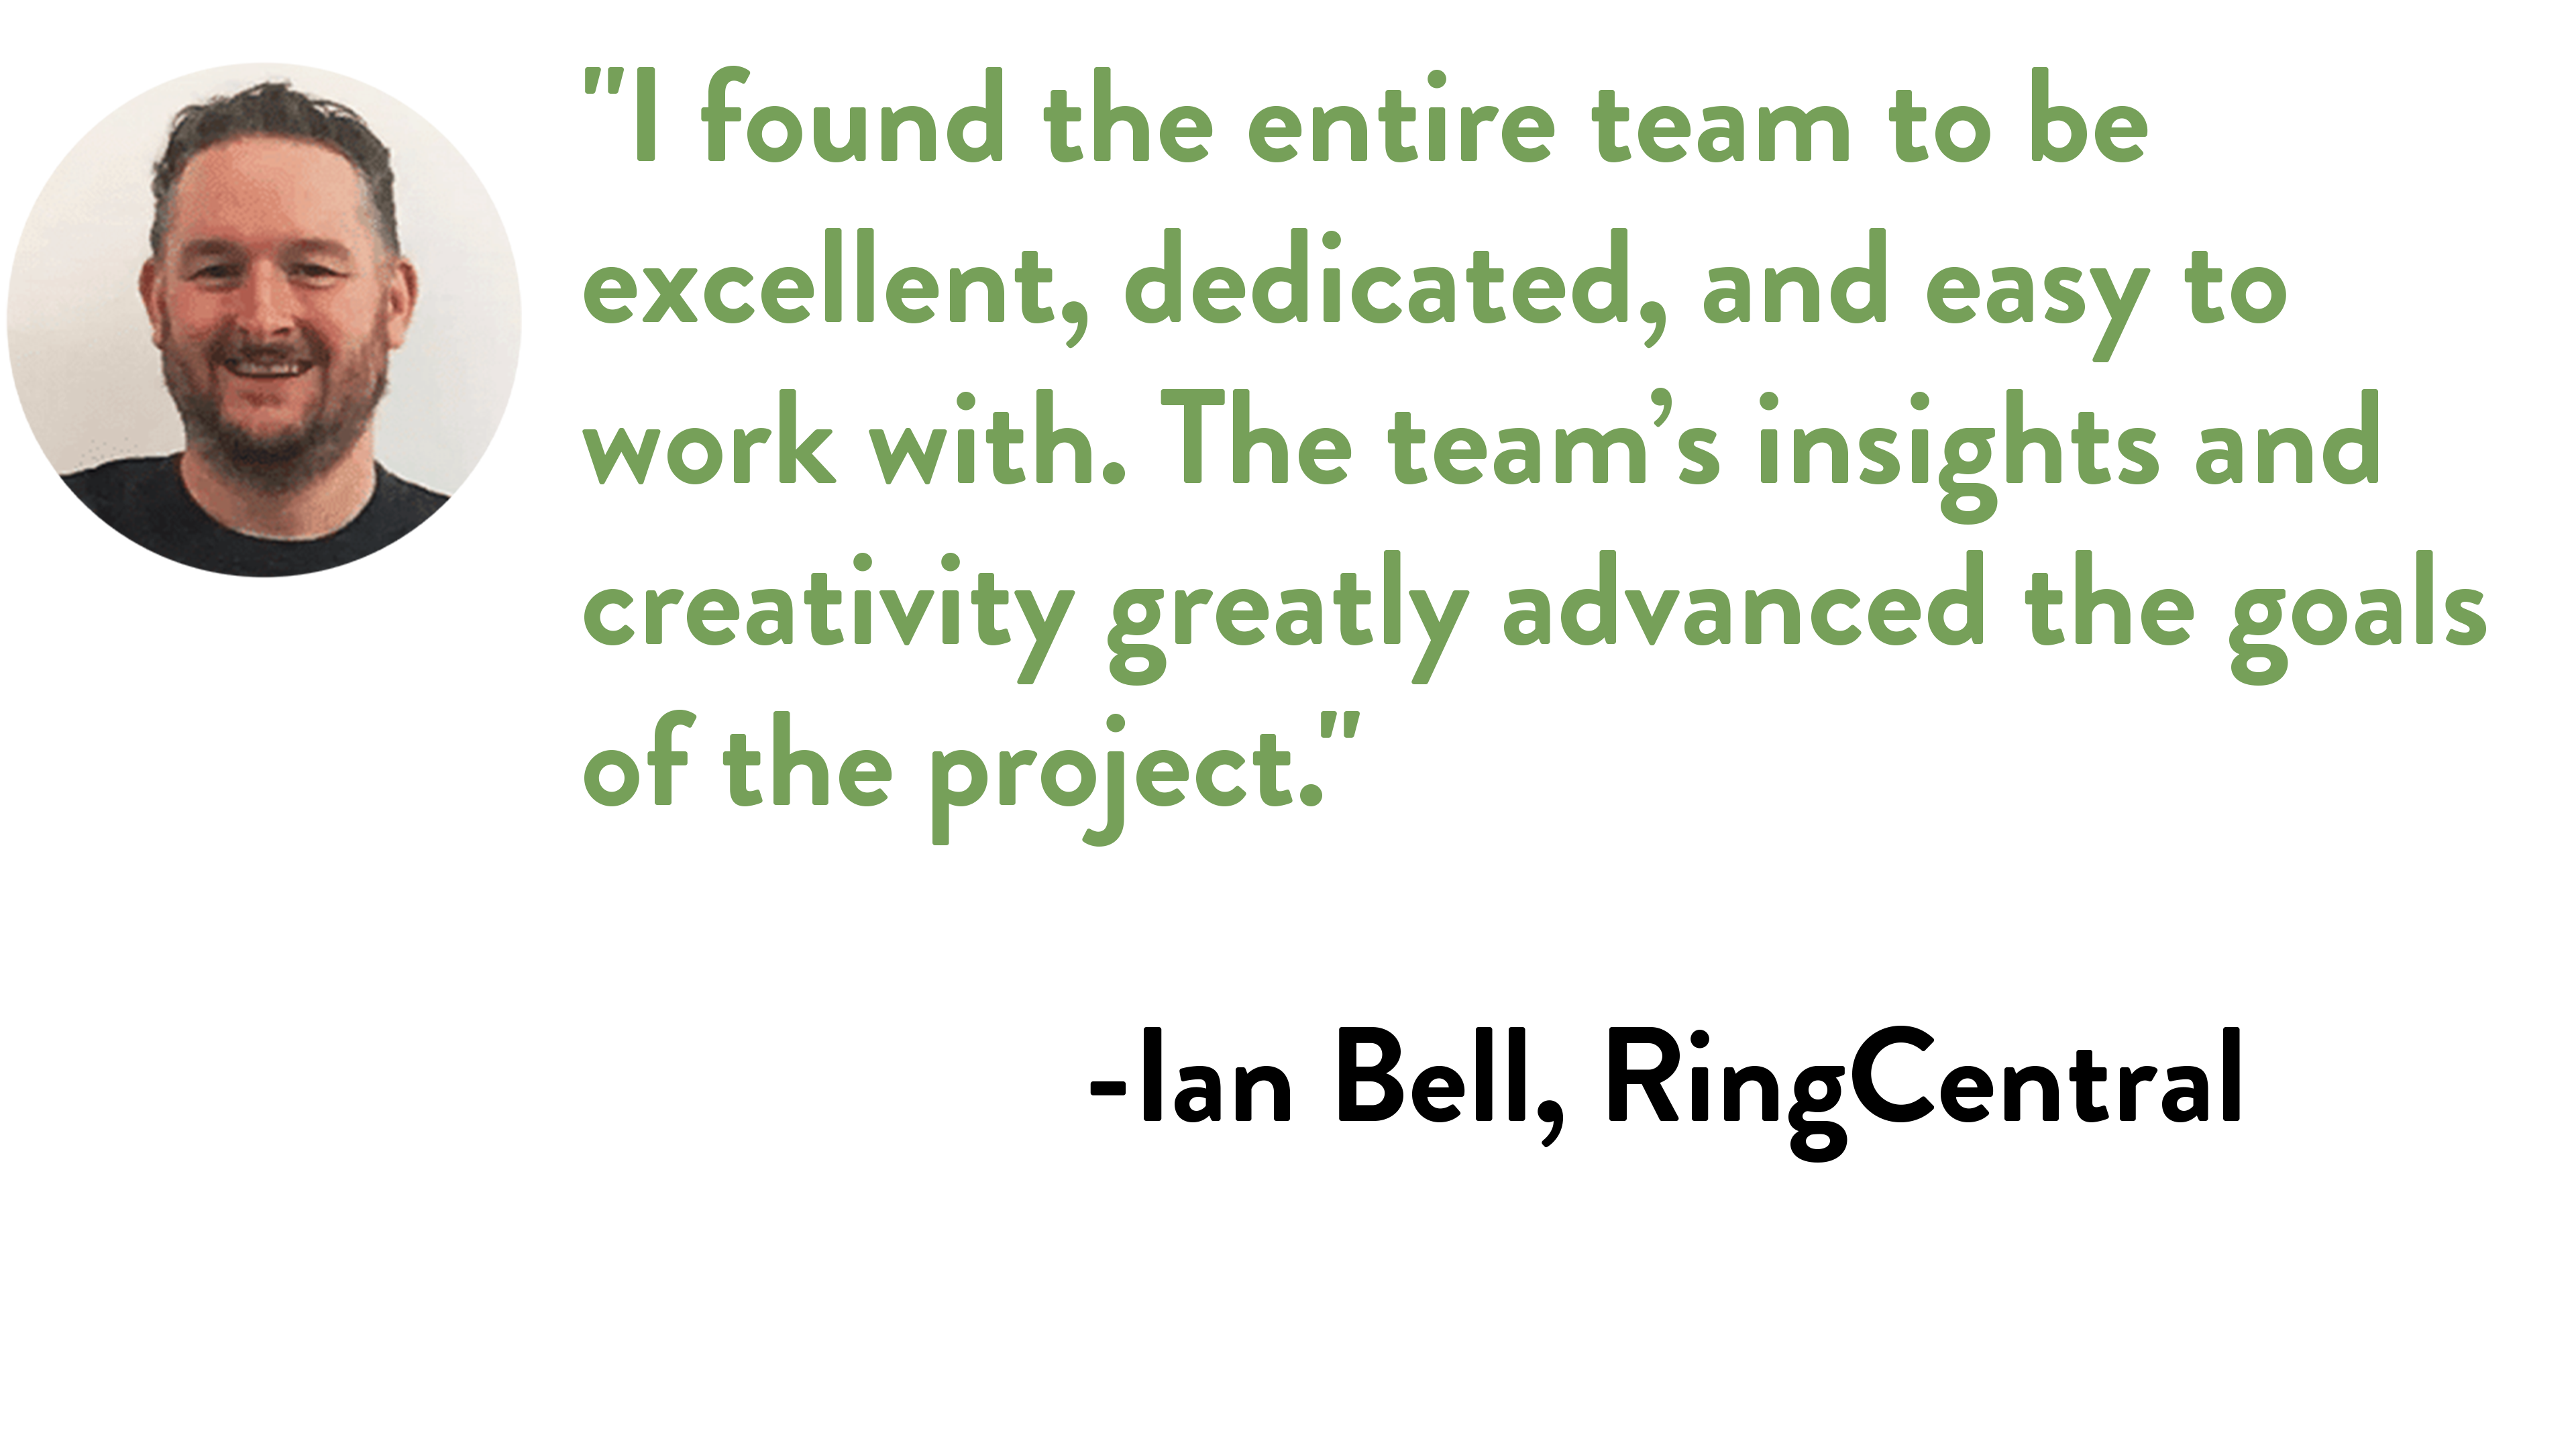 "I found the entire team to be
excellent, dedicated, and easy to
work with. The team’s insights and
creativity greatly advanced the goals
of the project."
-Ian Bell, RingCentral